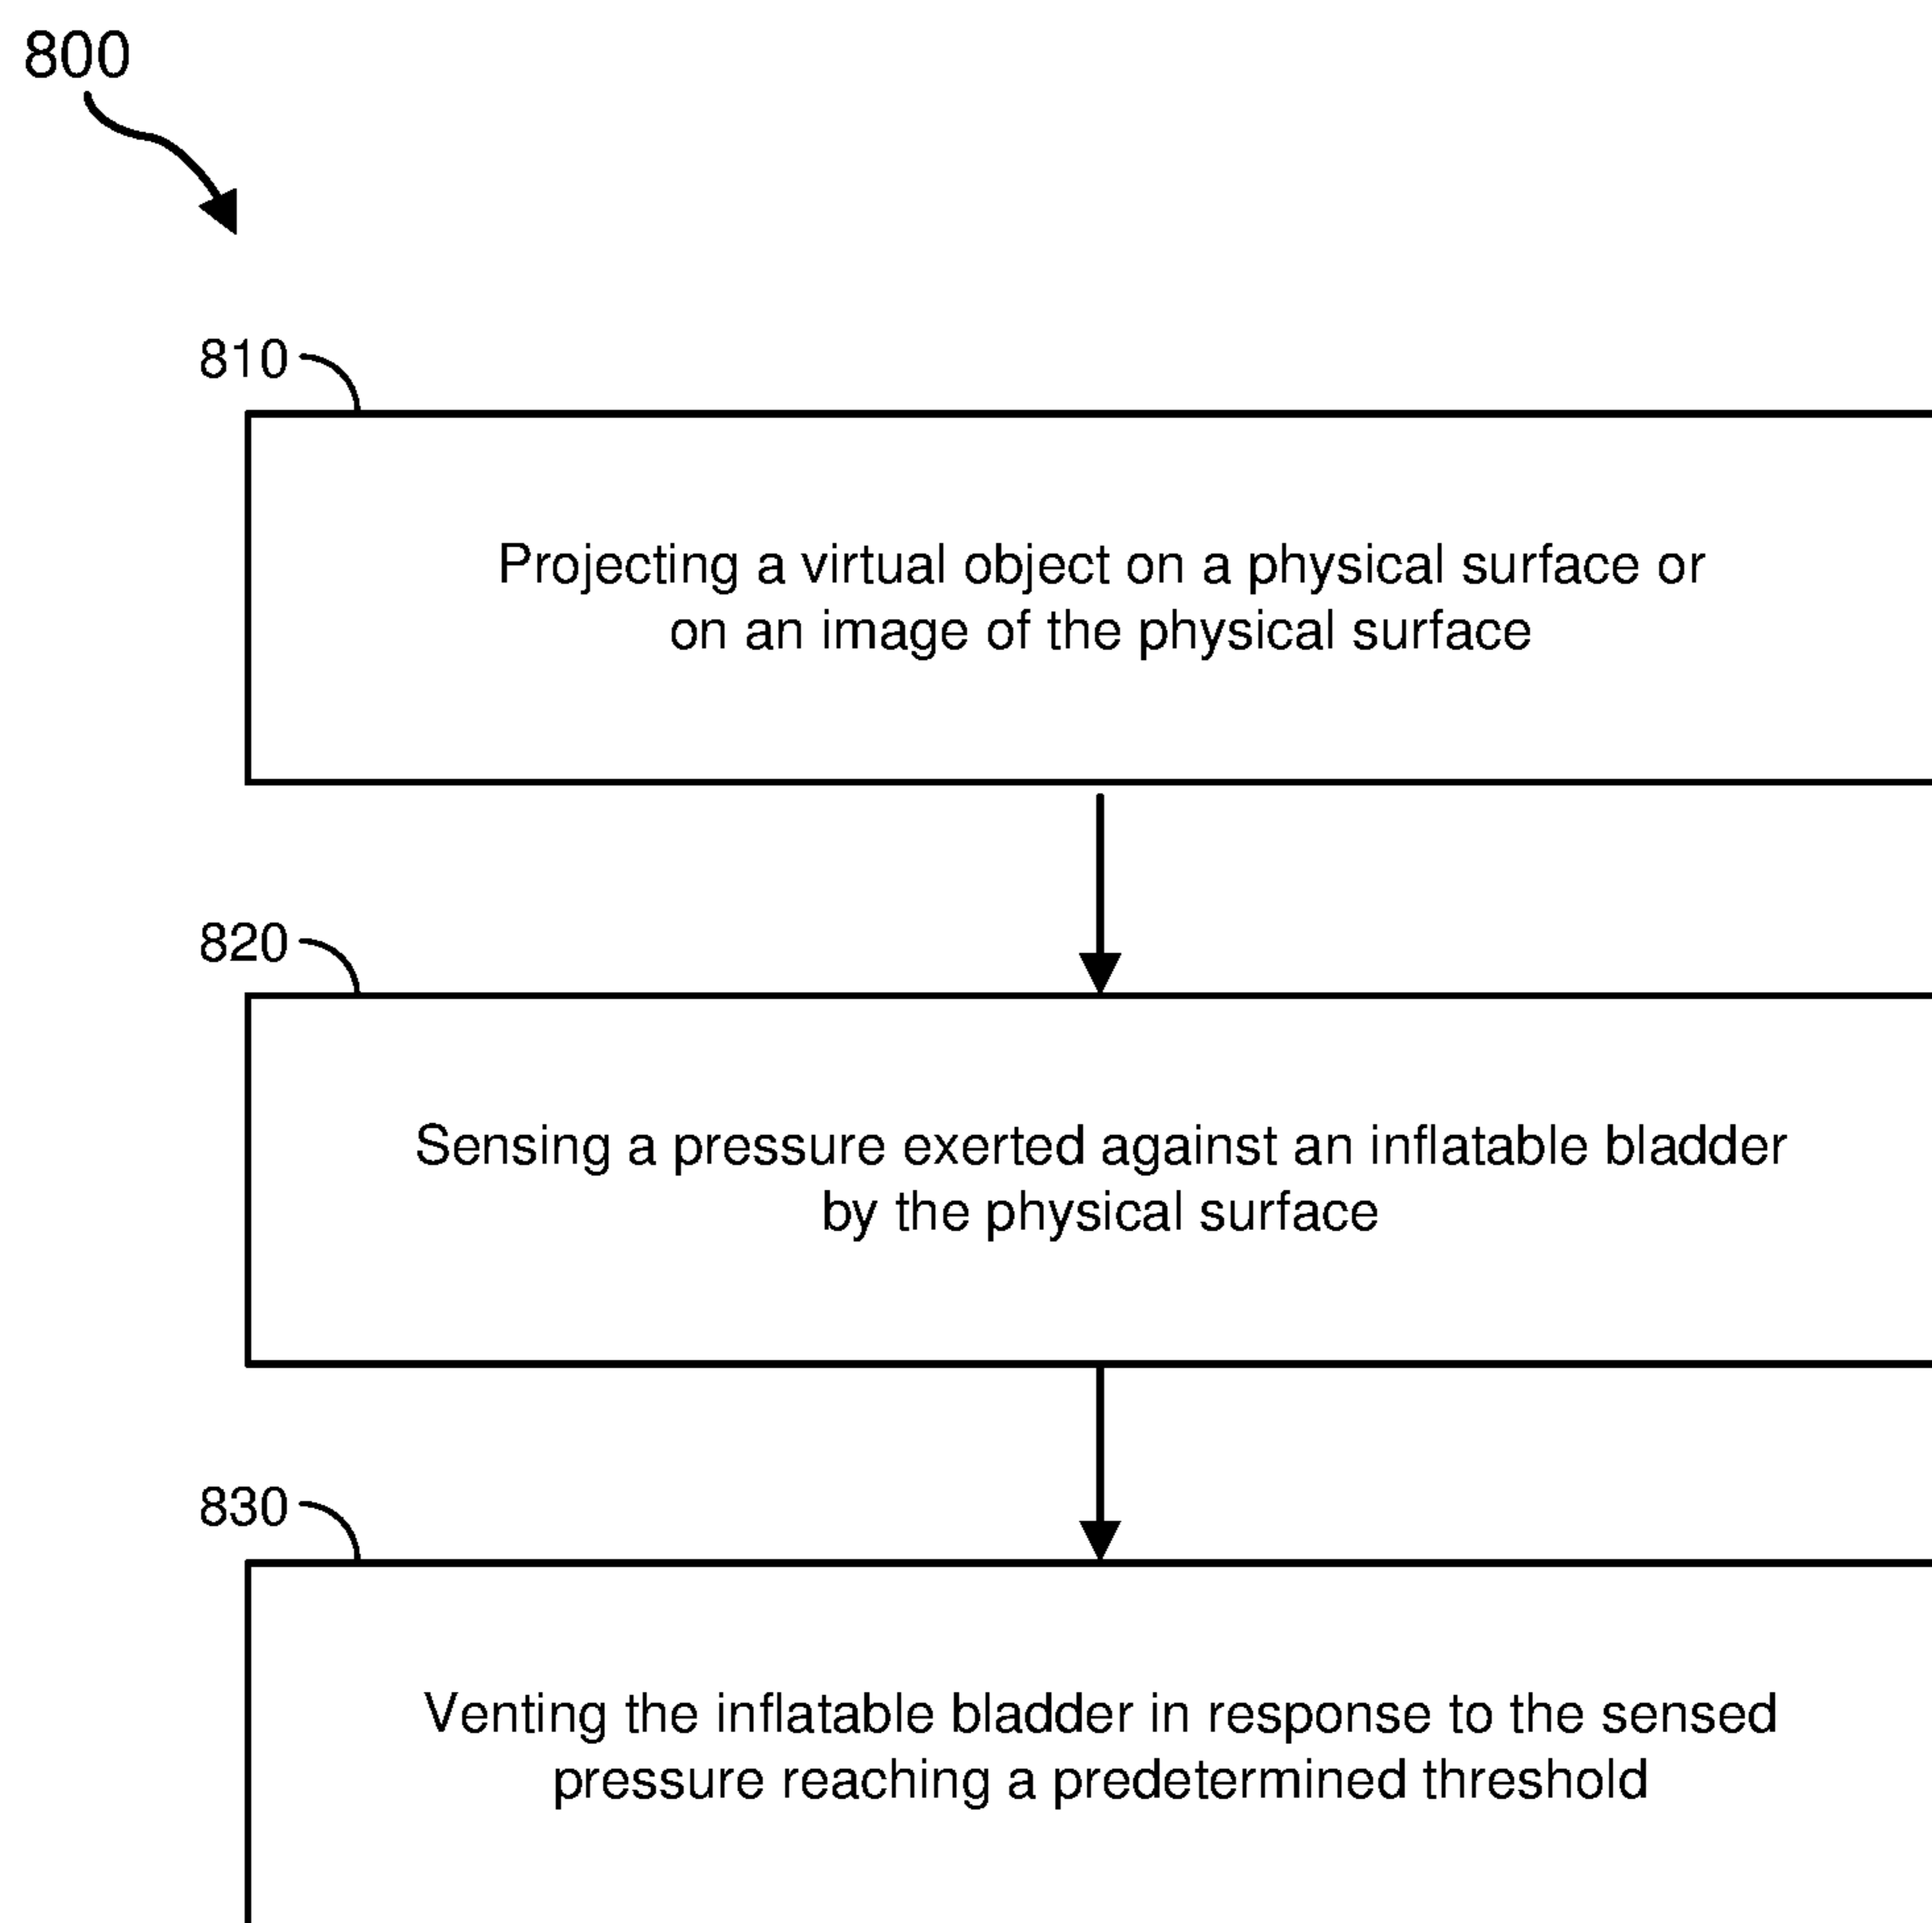 800
810
Projecting a virtual object on a physical surface or
on an image of the physical surface
820
Sensing a pressure exerted against an inflatable bladder
by the physical surface
830
Venting the inflatable bladder in response to the sensed
pressure reaching a predetermined threshold